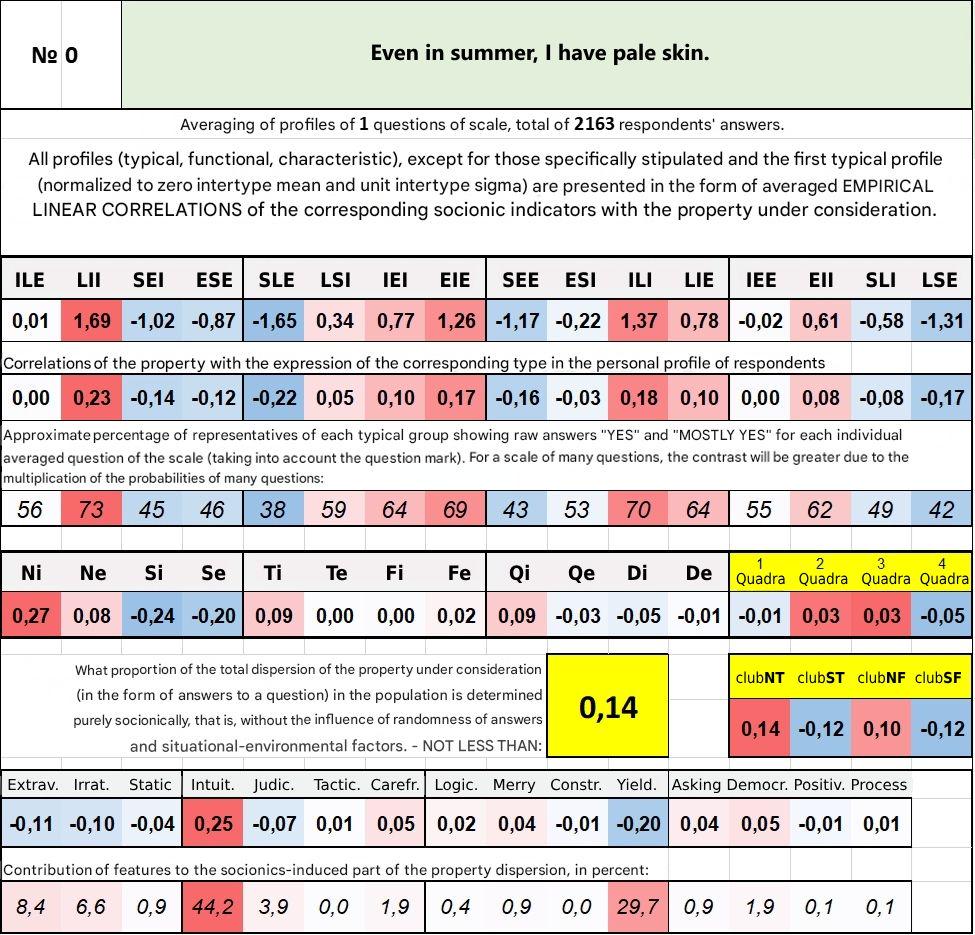 № 0
Even in summer, I have pale skin.
Averaging of profiles of 1 questions of scale, total of 2163 respondents' answers.
All profiles (typical, functional, characteristic), except for those specifically stipulated and the first typical profile
(normalized to zero intertype mean and unit intertype sigma) are presented in the form of averaged EMPIRICAL
LINEAR CORRELATIONS of the corresponding socionic indicators with the property under consideration.
ILE LII SEI ESE SLE LSI IEI EIE SEE ESI ILI LIE IEE EII SLI LSE
0,01 1,69 -1,02 -0,87 -1,65 0,34 0,77 1,26 -1,17 -0,22 1,37 0,78 -0,02 0,61 -0,58 -1,31
Correlations of the property with the expression of the corresponding type in the personal profile of respondents
0,00 0,23 -0,14 -0,12 -0,22 0,05 0,10 0,17 -0,16 -0,03 0,18 0,10 0,00 0,08 -0,08 -0,17
Approximate percentage of representatives of each typical group showing raw answers "YES" and "MOSTLY YES" for each individual
averaged question of the scale (taking into account the question mark). For a scale of many questions, the contrast will be greater due to the
multiplication of the probabilities of many questions:
56 73 45 46 38 59 64 69 43 53 70 64 55 62 49 42
Ni Ne Si Se Ti Te Fi Fe Qi Qe Di De 1 Quadra 2 Quadra 3 Quadra 4 Quadra
0,27 0,08 -0,24 -0,20 0,09 0,00 0,00 0,02 0,09 -0,03 -0,05 -0,01 -0,01 0,03 0,03 -0,05
What proportion of the total dispersion of the property under consideration
(in the form of answers to a question) in the population is determined
purely socionically, that is, without the influence of randomness of answers
and situational-environmental factors. - NOT LESS THAN:
0,14
clubNT clubST clubNF clubSF
0,14 -0,12 0,10 -0,12
Extrav. Irrat. Static Intuit. Judic. Tactic. Carefr. Logic. Merry Constr. Yield. Asking Democr. Positiv. Process
-0,11 -0,10 -0,04 0,25 -0,07 0,01 0,05 0,02 0,04 -0,01 -0,20 0,04 0,05 -0,01 0,01
Contribution of features to the socionics-induced part of the property dispersion, in percent:
8,4 6,6 0,9 44,2 3,9 0,0 1,9 0,4 0,9 0,0 29,7 0,9 1,9 0,1 0,1